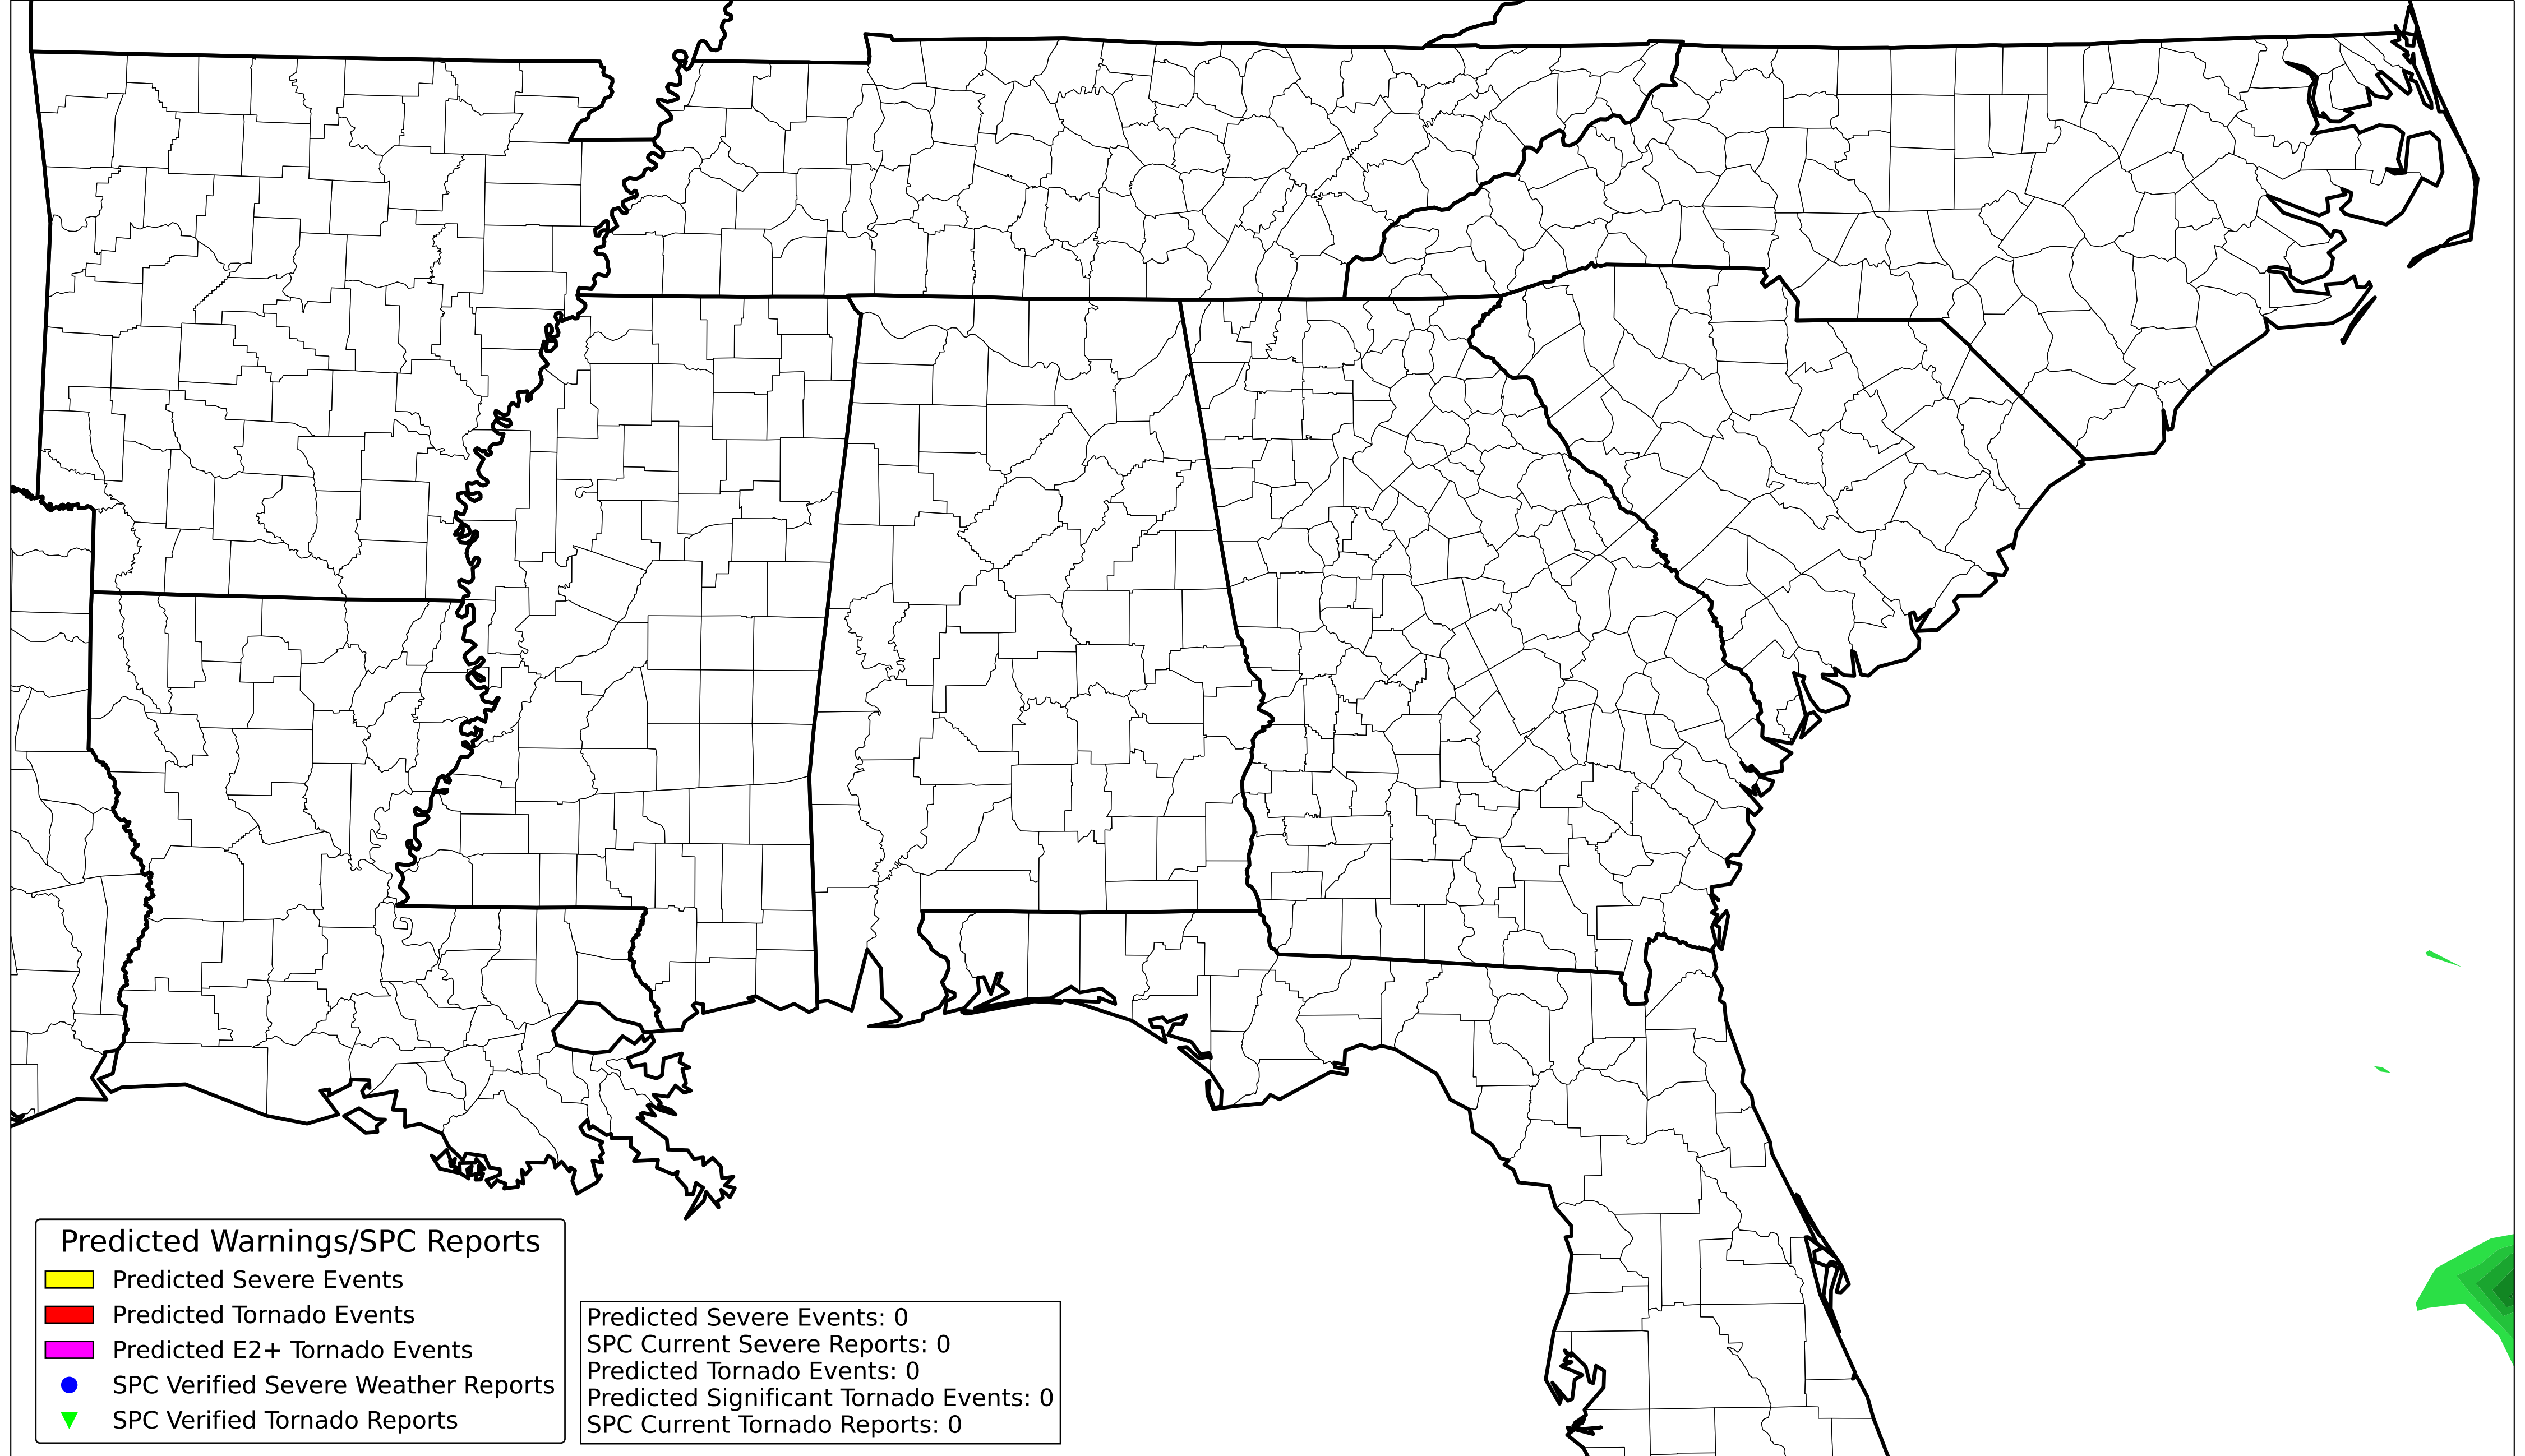 Predicted Warnings/SPC Reports
Predicted Severe Events
Predicted Tornado Events
Predicted E2+ Tornado Events
SPC Verified Severe Weather Reports
SPC Verified Tornado Reports
Predicted Severe Events: 0
SPC Current Severe Reports: 0
Predicted Tornado Events: 0
Predicted Significant Tornado Events: 0
SPC Current Tornado Reports: 0